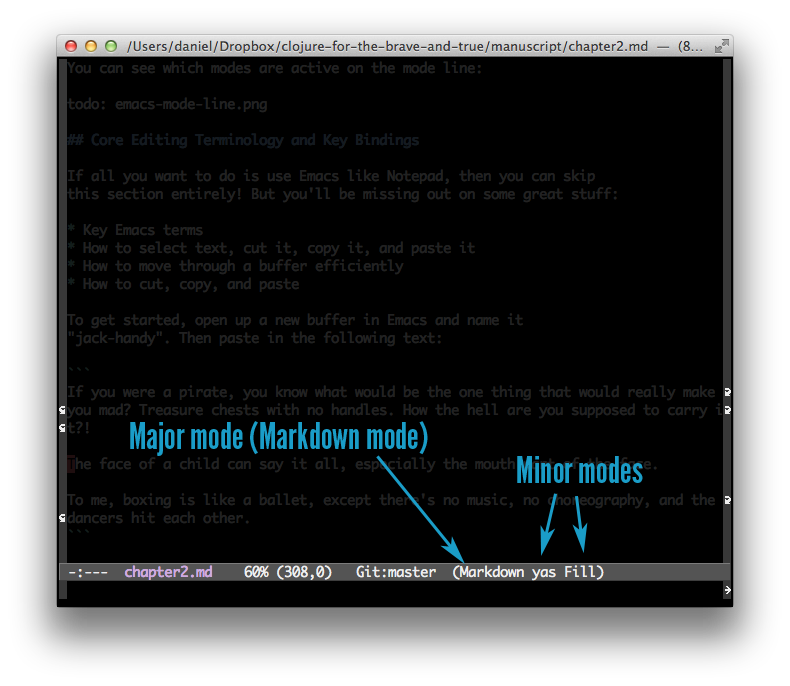 /Users/daniel/Dropbox/clojure-for-the-brave-and-true/manuscript/chapter2.md — (8...
You can see which modes are active on the mode line:
todo: emacs-mode-line.png
## Core Editing Terminology and Key Bindings
If all you want to do is use Emacs like Notepad, then you can skip
this section entirely! But you'll be missing out on some great stuff:
* Key Emacs terms
* How to select text, cut it, copy it, and paste it
* How to move through a buffer efficiently
* How to cut, copy, and paste
To get started, open up a new buffer in Emacs and name it
"jack-handy". Then paste in the following text:
```
If you were a pirate, you know what would be the one thing that would really make
you mad? Treasure chests with no handles. How the hell are you supposed to carry i
t?!
Major mode (Markdown mode)
The face of a child can say it all, especially the mouth part of the face.
Minor modes
To me, boxing is like a ballet, except there's no music, no choreography, and the
dancers hit each other.
```
-:--- chapter2.md 60% (308,0) Git:master (Markdown yas Fill)